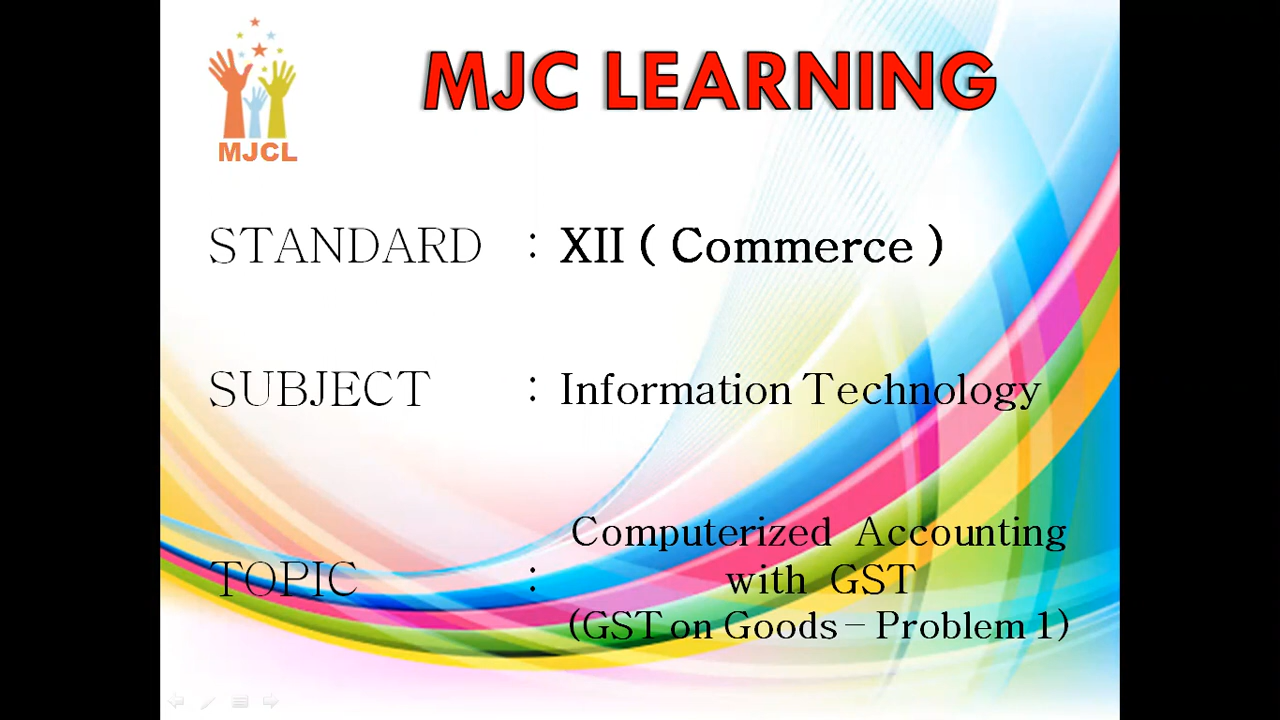 MJC LEARNING
MJCL
STANDARD : XII ( Commerce )
SUBJECT : Information Technology
TOPIC : Computerized Accounting
with GST
(GST on Goods – Problem 1)